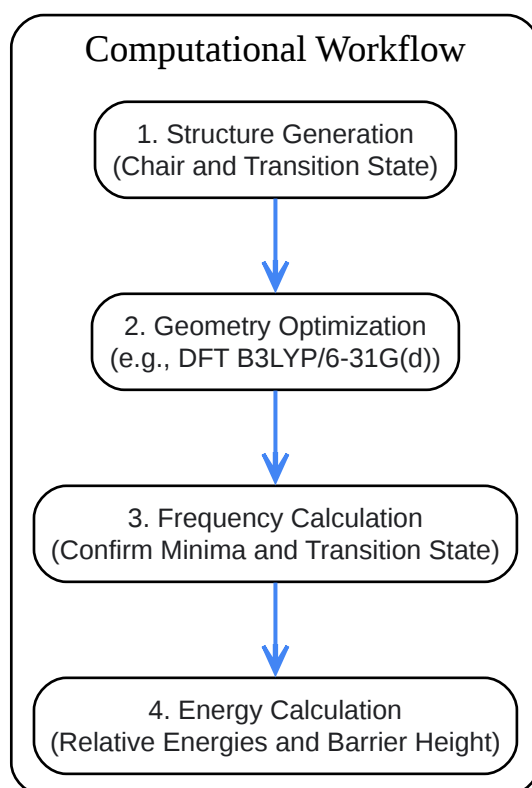 Computational Workflow
1. Structure Generation
(Chair and Transition State)
2. Geometry Optimization
(e.g., DFT B3LYP/6-31G(d))
3. Frequency Calculation
(Confirm Minima and Transition State)
4. Energy Calculation
(Relative Energies and Barrier Height)